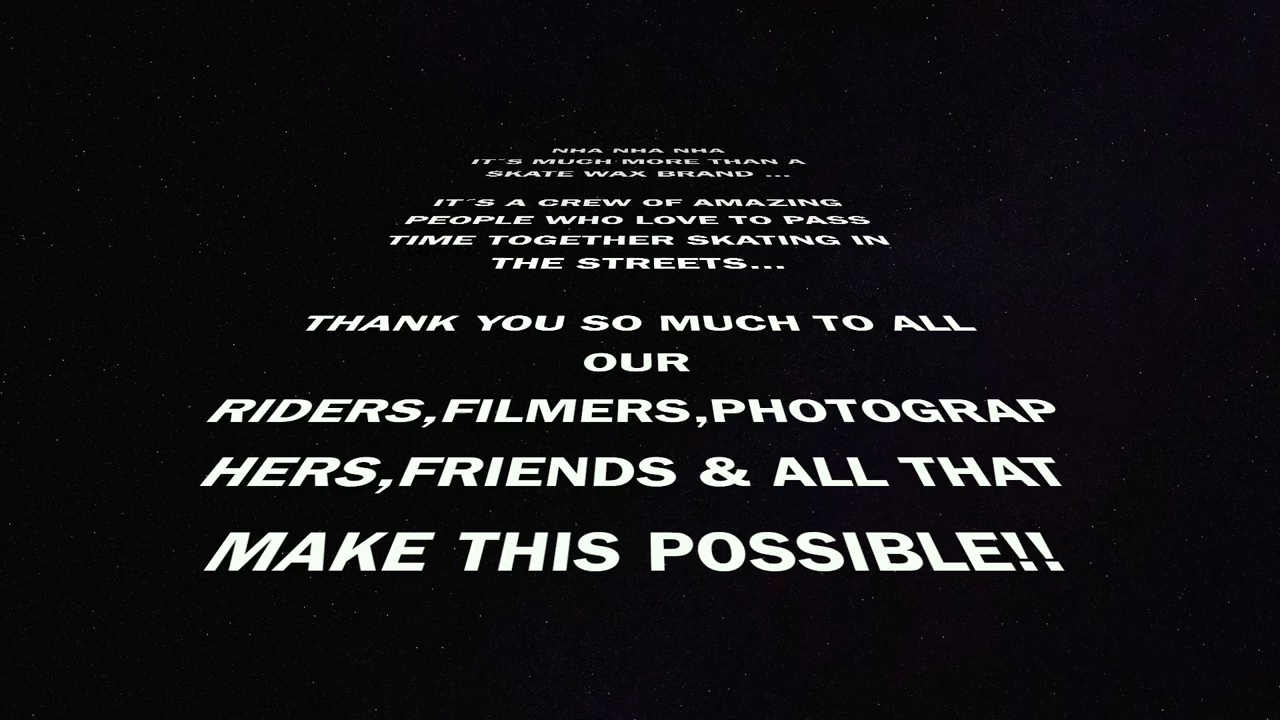 NHA NHA NHA
IT´S MUCH MORE THAN A
SKATE WAX BRAND ...
IT´S A CREW OF AMAZING
PEOPLE WHO LOVE TO PASS
TIME TOGETHER SKATING IN
THE STREETS...
THANK YOU SO MUCH TO ALL
OUR
RIDERS,FILMERS,PHOTOGRAP
HERS,FRIENDS & ALL THAT
MAKE THIS POSSIBLE!!